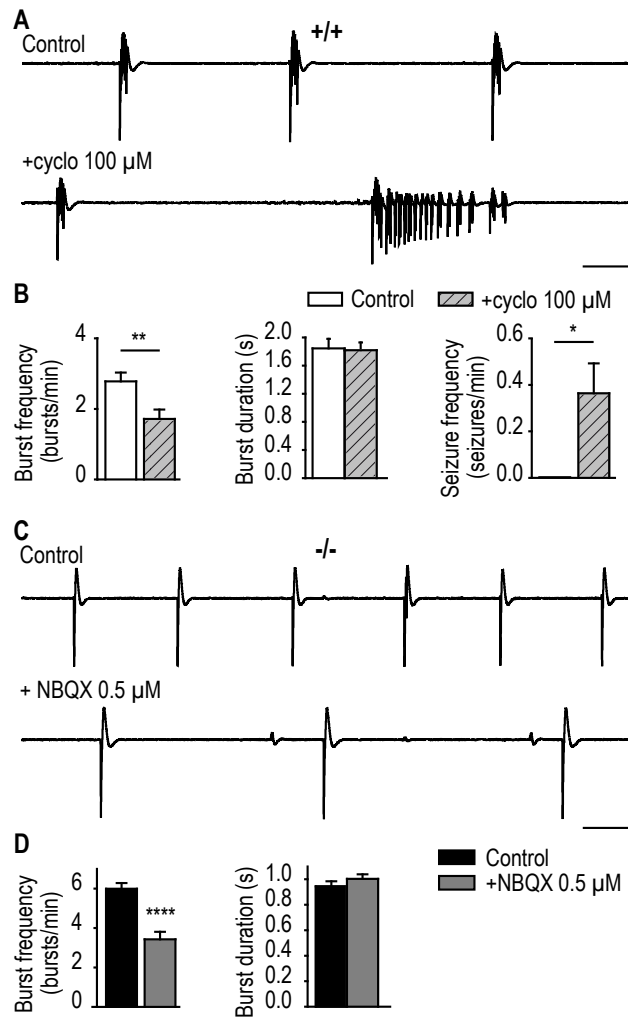 A
Control
+/+
+cyclo 100 µM
B
Control
+cyclo 100 µM
Burst frequency
(bursts/min)
4
2
0
**
Burst duration (s)
2.0
1.6
1.2
0.8
0.4
0.0
Seizure frequency
(seizures/min)
0.6
0.4
0.2
0.0
*
C
Control
-/-
+ NBQX 0.5 µM
D
Control
+NBQX 0.5 µM
Burst frequency
(bursts/min)
6
4
2
0
****
Burst duration (s)
1.0
0.8
0.6
0.4
0.2
0.0